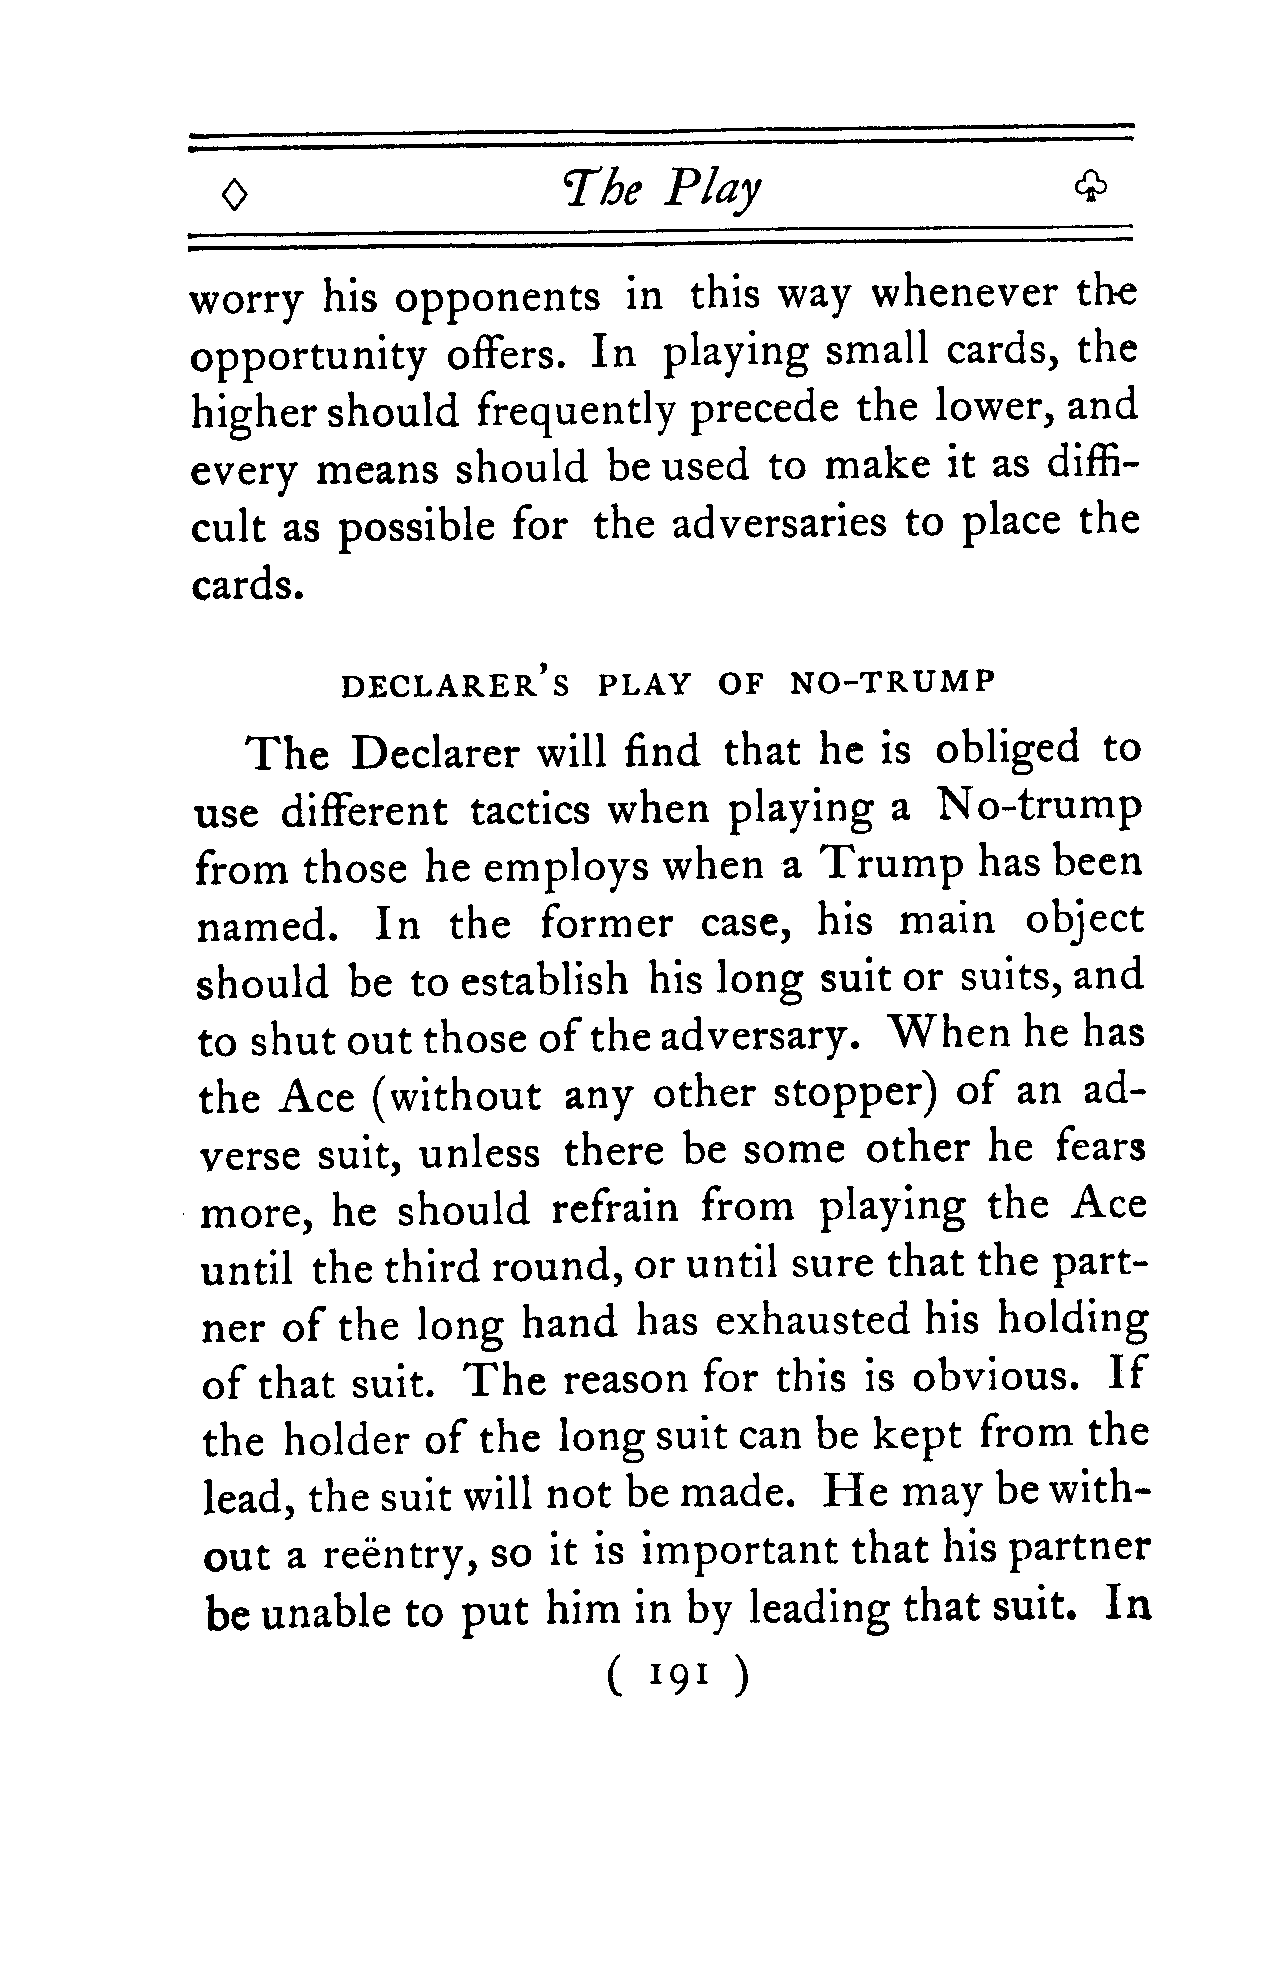 The Play
worry his opponents in this way whenever the
opportunity offers. In playing small cards, the
higher should frequently precede the lower, and
every means should be used to make it as diffi-
cult as possible for the adversaries to place the
cards.
DECLARER'S PLAY OF NO-TRUMP
The Declarer will find that he is obliged to
use different tactics when playing a No-trump
from those he employs when a Trump has been
named. In the former case, his main object
should be to establish his long suit or suits, and
to shut out those of the adversary. When he has
the Ace (without any other stopper) of an ad-
verse suit, unless there be some other he fears
more, he should refrain from playing the Ace
until the third round, or until sure that the part-
ner of the long hand has exhausted his holding
of that suit. The reason for this is obvious. If
the holder of the long suit can be kept from the
lead, the suit will not be made. He may be with-
out a reëntry, so it is important that his partner
be unable to put him in by leading that suit. In
( 191 )